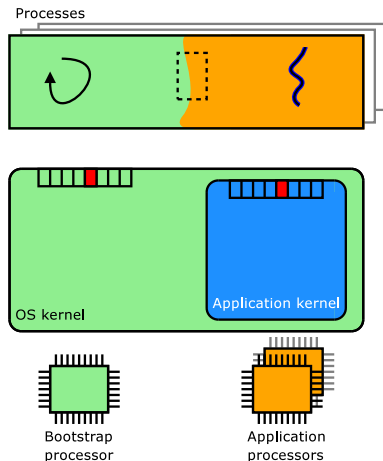 Processes
OS kernel
Application kernel
Bootstrap
processor
Application
processors